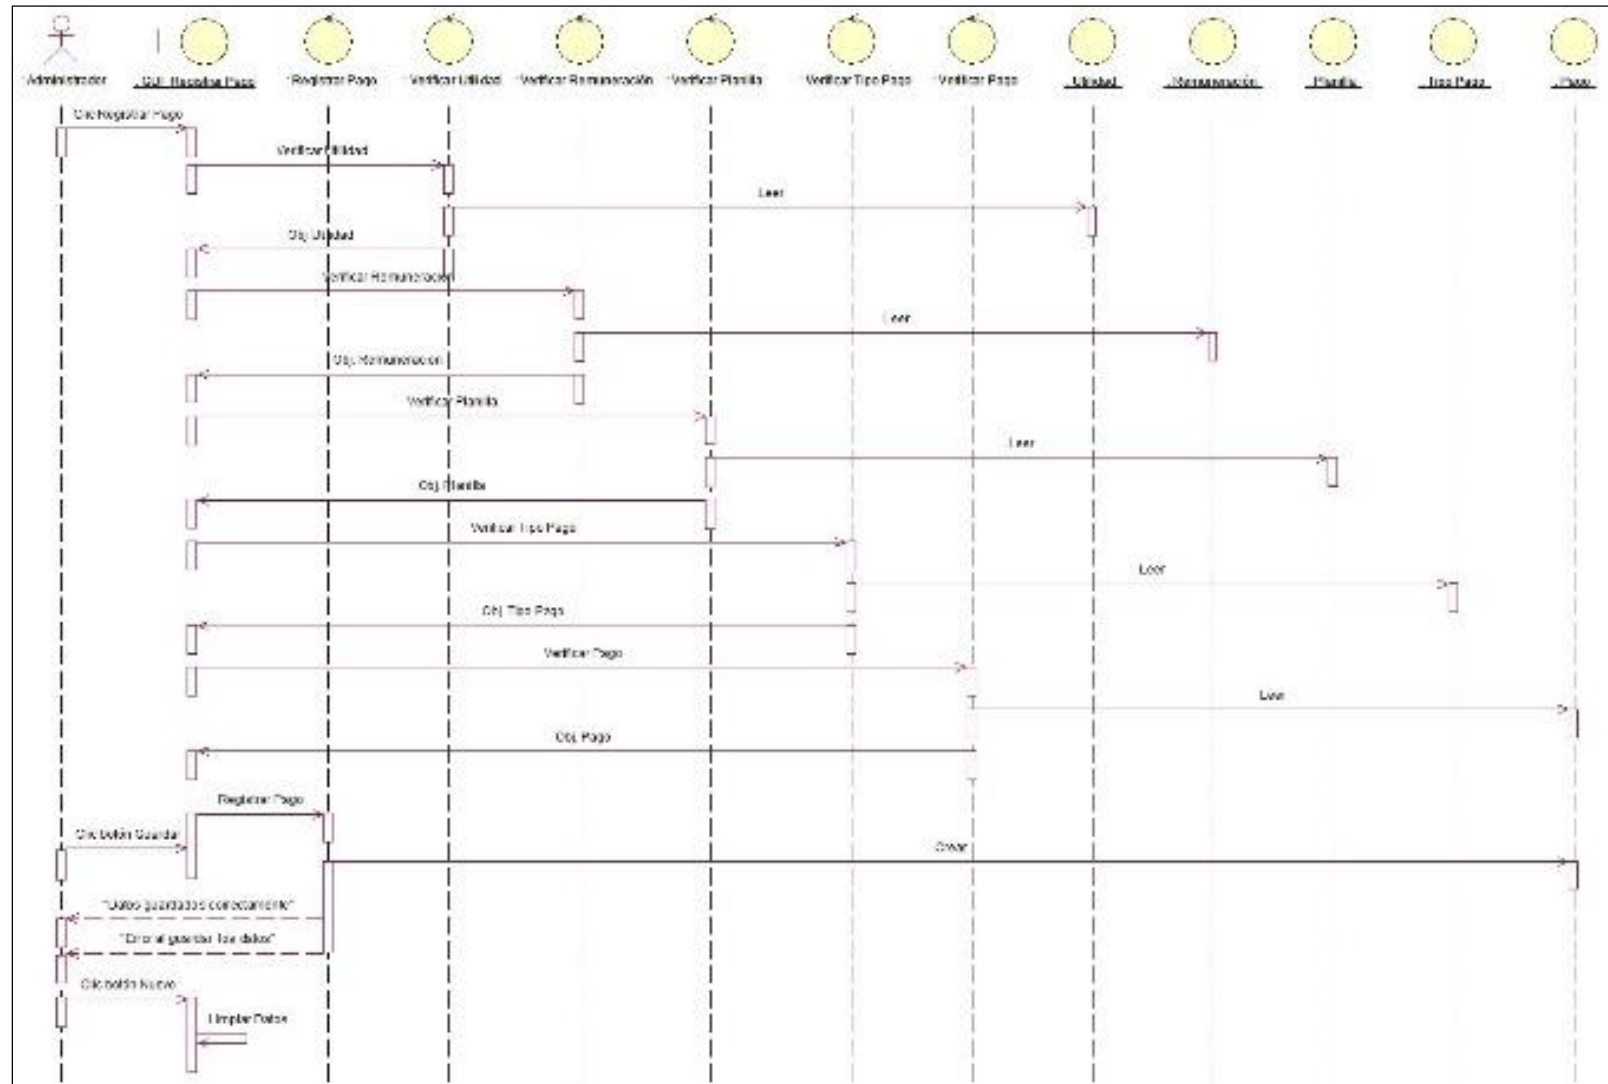 Administrador
: GUI Registrar Pago
: Registrar Pago
: Verificar Utilidad
: Verificar Remuneración
: Verificar Planilla
: Verificar Tipo Pago
: Verificar Pago
: Utilidad
: Remuneración
: Planilla
: Tipo Pago
: Pago
Clic Registrar Pago
Verificar Utilidad
Leer
Obj. Utilidad
Verificar Remuneración
Leer
Obj. Remuneración
Verificar Planilla
Leer
Obj. Planilla
Verificar Tipo Pago
Leer
Obj. Tipo Pago
Verificar Pago
Leer
Obj. Pago
Registrar Pago
Clic botón Guardar
Crear
"Datos guardados correctamente"
"Error al guardar los datos"
Clic botón Nuevo
Limpiar Datos